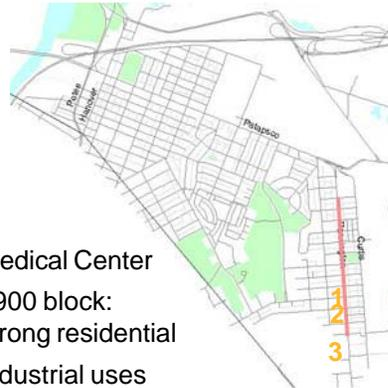 Potee
Hanover
Patapsco
Curtis
edical Center
900 block:
rong residential
dustrial uses
1
2
3